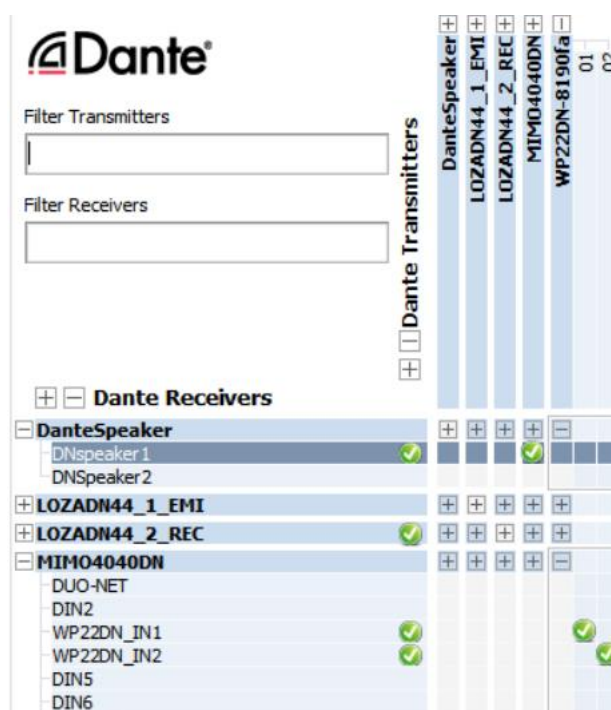 Dante®
Filter Transmitters
Filter Receivers
Dante Transmitters
DanteSpeaker
LOZADN44_1_EMI
LOZADN44_2_REC
MIMO4040DN
WP22DN-8190fa
01
02
Dante Receivers
DanteSpeaker
DNspeaker1
DNSpeaker2
LOZADN44_1_EMI
LOZADN44_2_REC
MIMO4040DN
DUO-NET
DIN2
WP22DN_IN1
WP22DN_IN2
DIN5
DIN6